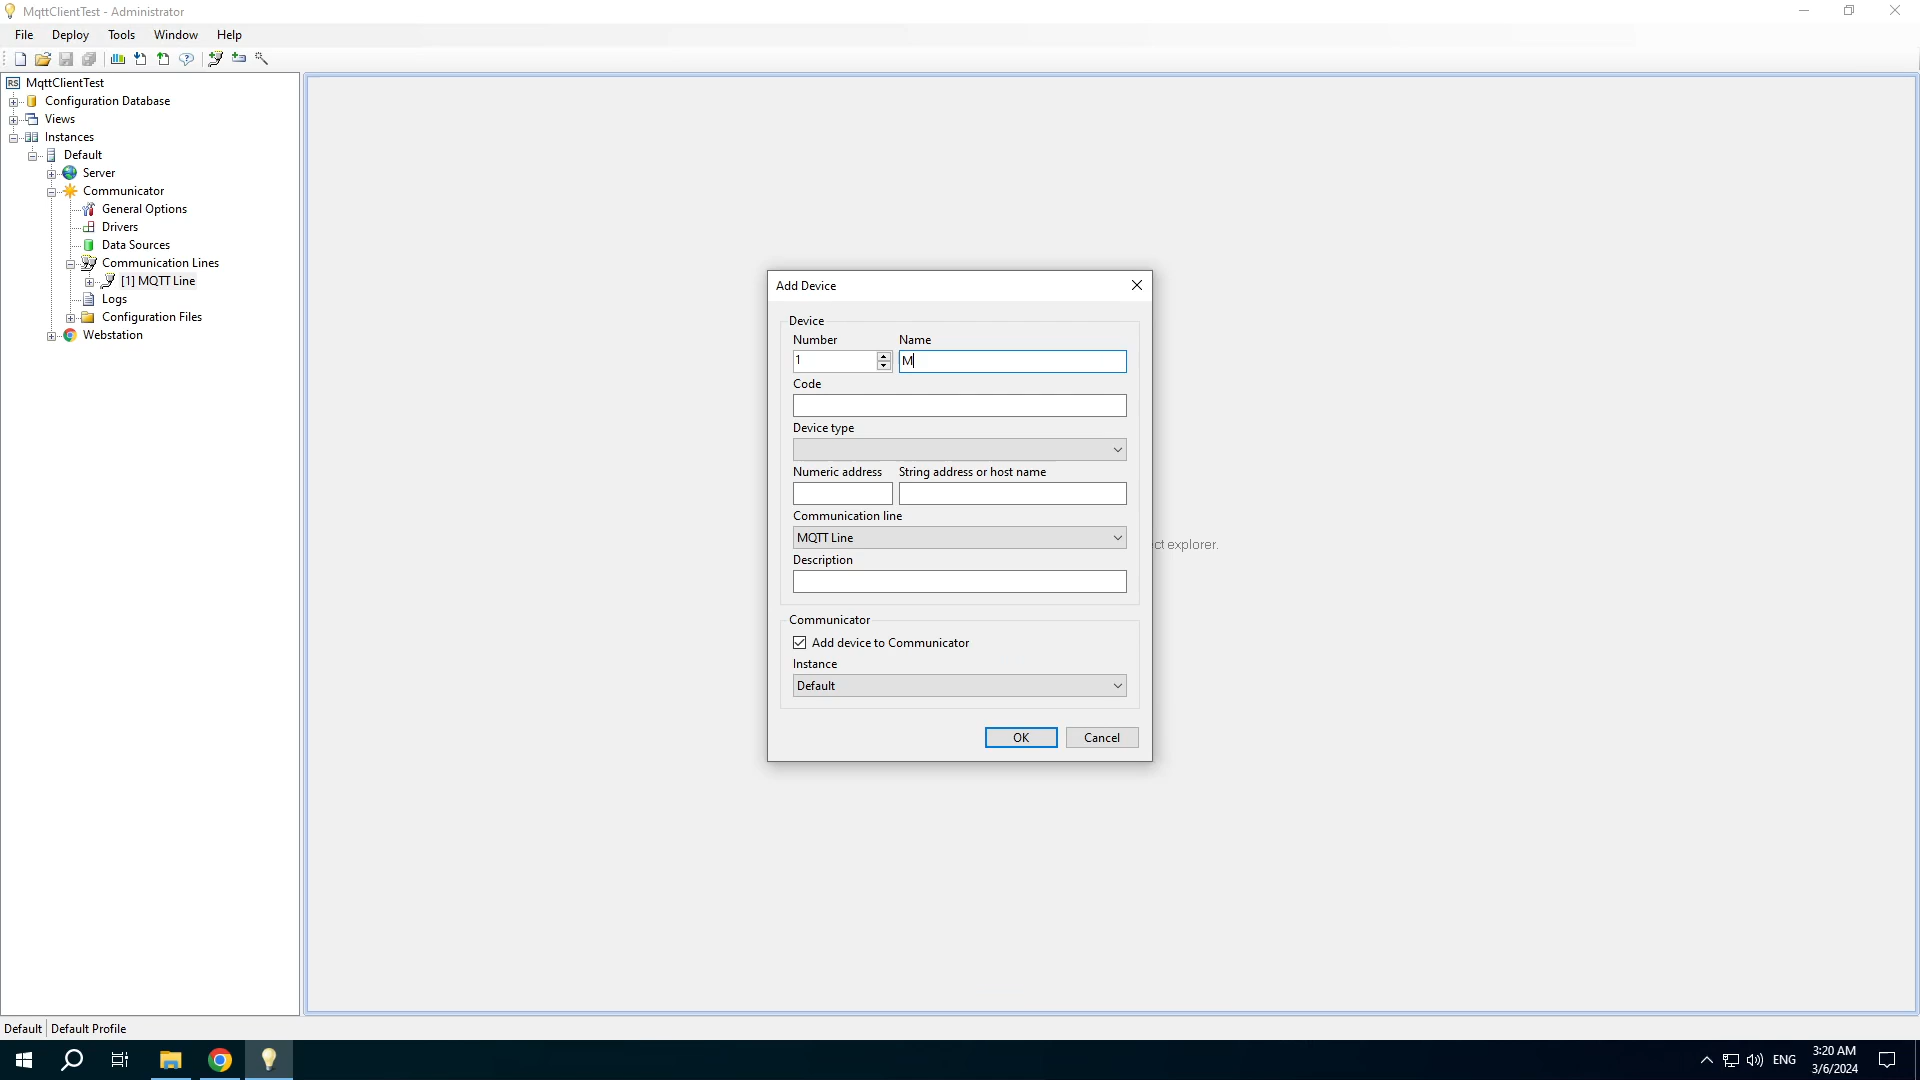 MqttClientTest - Administrator
File Deploy Tools Window Help
RS MqttClientTest
Configuration Database
Views
Instances
Default
Server
Communicator
General Options
Drivers
Data Sources
Communication Lines
[1] MQTT Line
Logs
Configuration Files
Webstation
Add Device
Device
Number Name
1 M
Code
Device type
Numeric address String address or host name
Communication line
MQTT Line
ct explorer.
Description
Communicator
Add device to Communicator
Instance
Default
OK Cancel
Default Default Profile
ENG 3:20 AM
3/6/2024